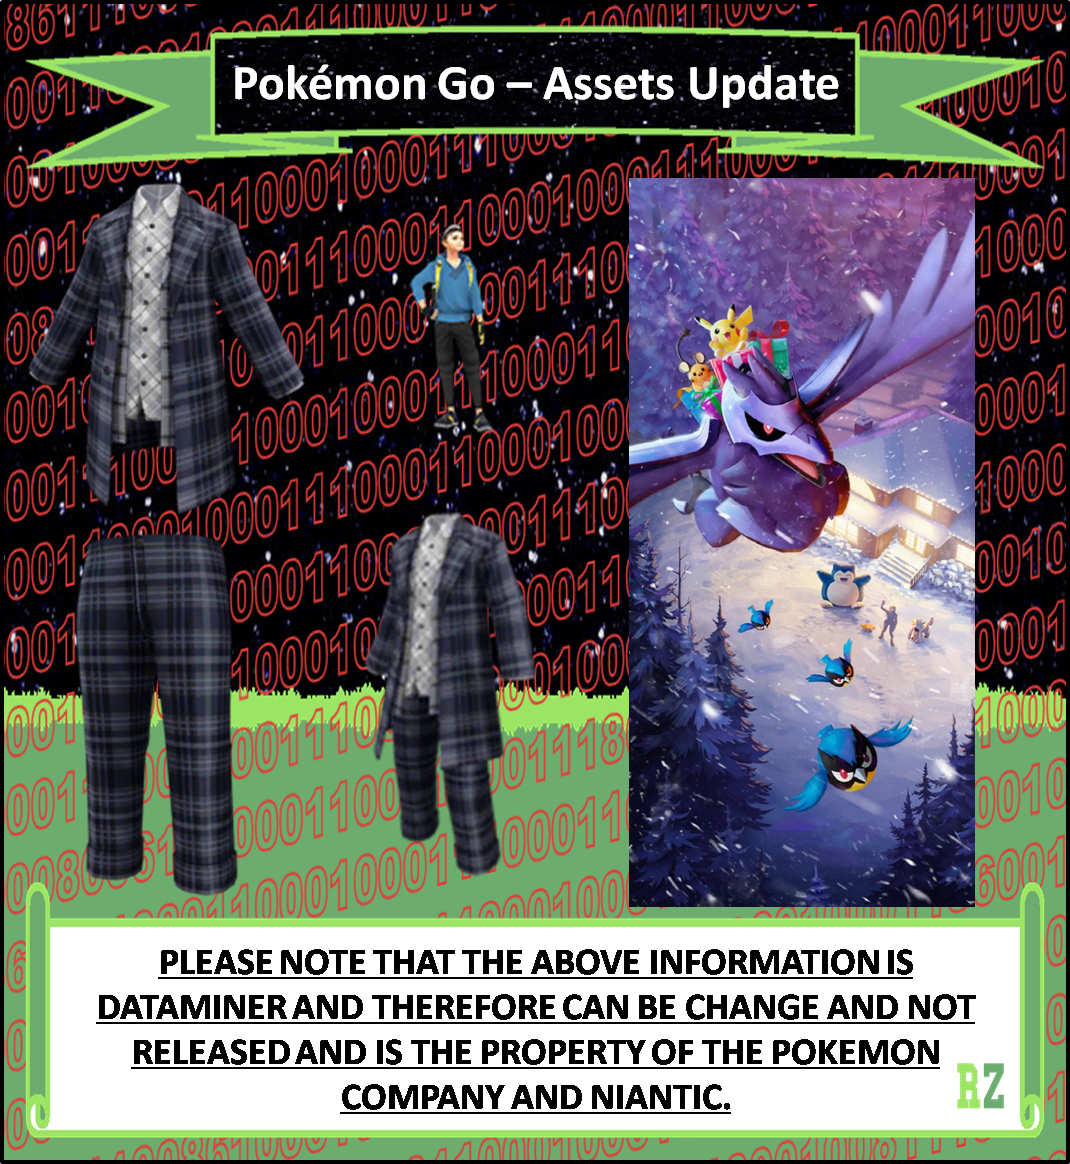 Pokémon Go – Assets Update
PLEASE NOTE THAT THE ABOVE INFORMATION IS
DATAMINER AND THEREFORE CAN BE CHANGE AND NOT
RELEASED AND IS THE PROPERTY OF THE POKEMON
COMPANY AND NIANTIC.
RZ